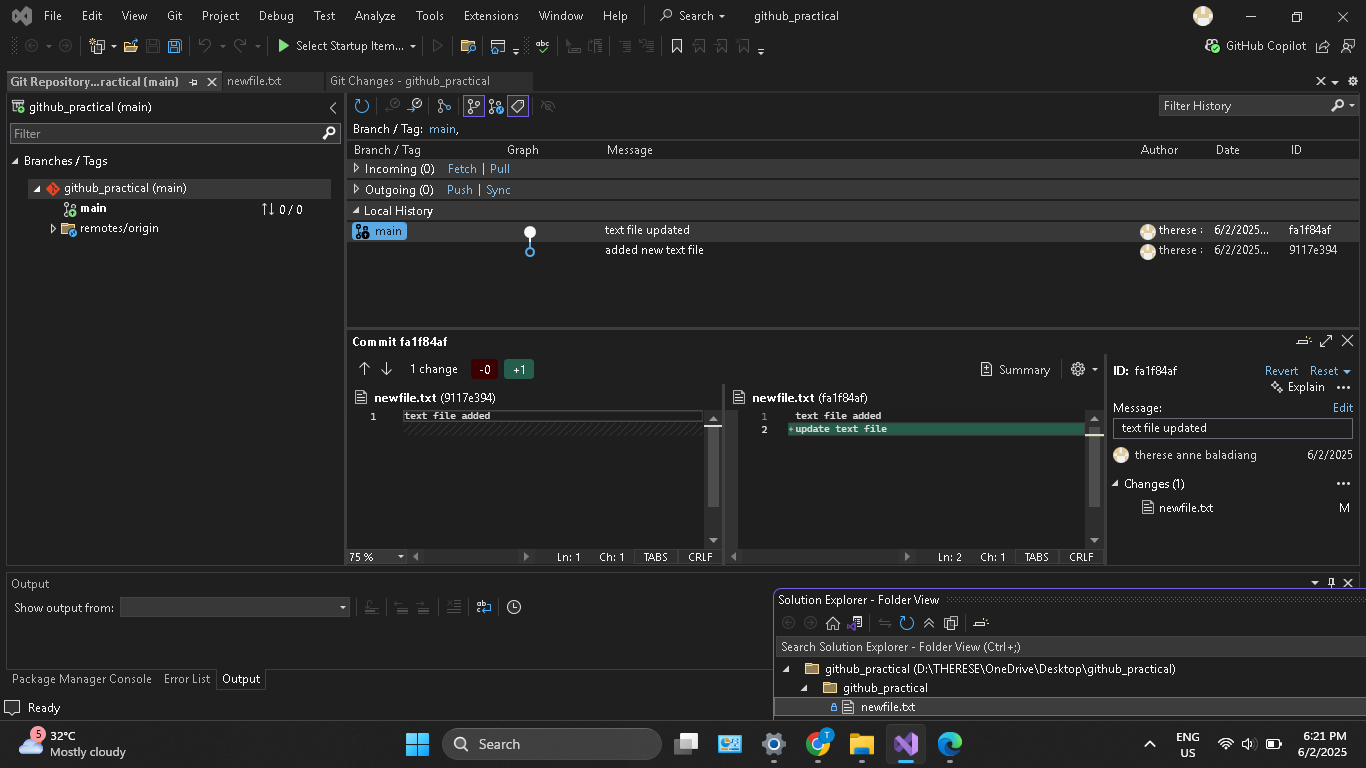 File Edit View Git Project Debug Test Analyze Tools Extensions Window Help Search github_practical
Select Startup Item... GitHub Copilot
Git Repository...ractical (main) newfile.txt Git Changes - github_practical
github_practical (main)
Filter
Branches / Tags
github_practical (main)
main 0 / 0
remotes/origin
Filter History
Branch / Tag: main,
Branch / Tag Graph Message Author Date ID
Incoming (0) Fetch | Pull
Outgoing (0) Push | Sync
Local History
main text file updated therese 6/2/2025... fa1f84af
added new text file therese 6/2/2025... 9117e394
Commit fa1f84af
1 change -0 +1 Summary
newfile.txt (9117e394)
1 text file added
75 % Ln: 1 Ch: 1 TABS CRLF
newfile.txt (fa1f84af)
1 text file added
2 +update text file
Ln: 2 Ch: 1 TABS CRLF
ID: fa1f84af Revert Reset
Explain
Message: Edit
text file updated
therese anne baladiang 6/2/2025
Changes (1)
newfile.txt M
Output
Show output from:
Package Manager Console Error List Output
Solution Explorer - Folder View
Search Solution Explorer - Folder View (Ctrl+;)
github_practical (D:\THERESE\OneDrive\Desktop\github_practical)
github_practical
newfile.txt
Ready
5
32°C
Mostly cloudy
Search
T
ENG
US
6:21 PM
6/2/2025